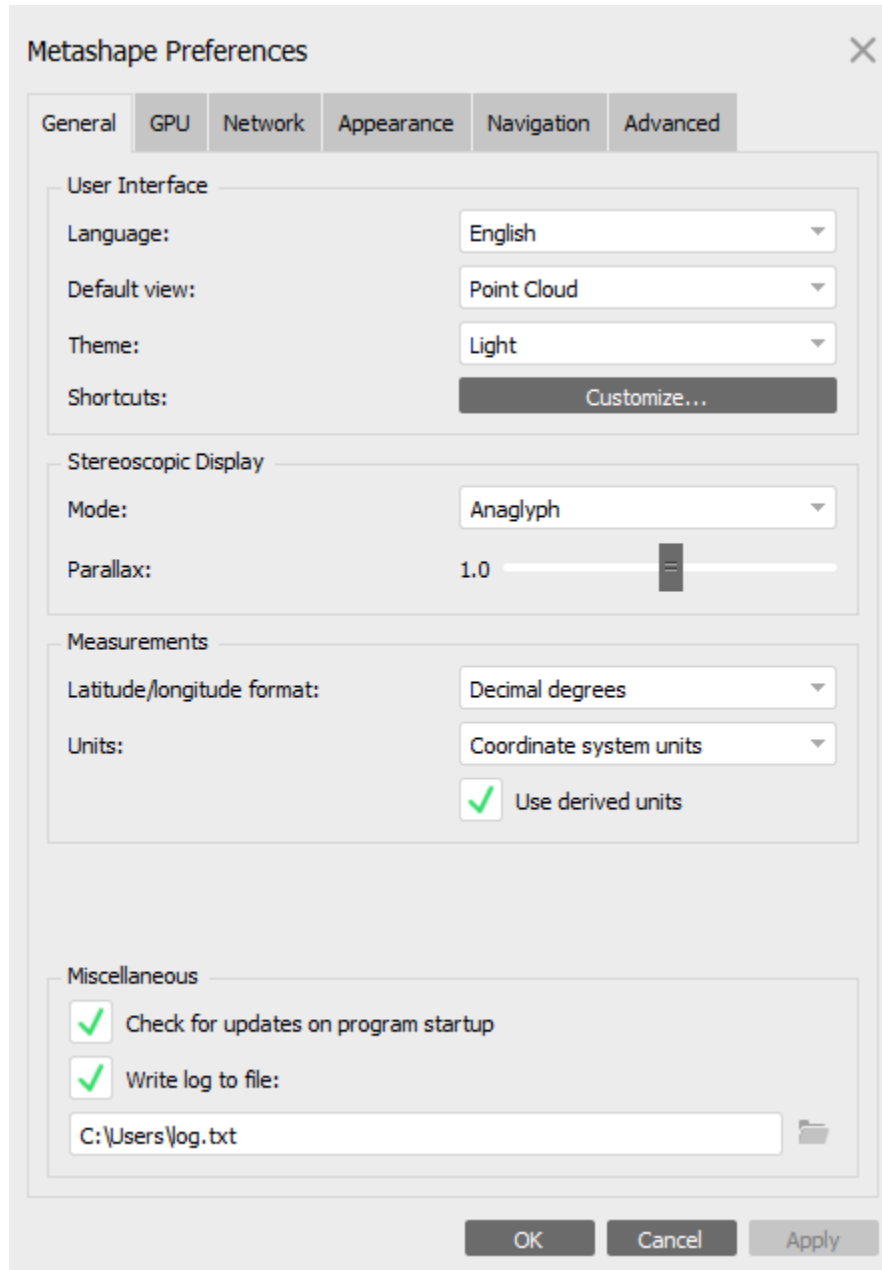 Metashape Preferences
General GPU Network Appearance Navigation Advanced
User Interface
Language: English
Default view: Point Cloud
Theme: Light
Shortcuts: Customize...
Stereoscopic Display
Mode: Anaglyph
Parallax: 1.0
Measurements
Latitude/longitude format: Decimal degrees
Units: Coordinate system units
Use derived units
Miscellaneous
Check for updates on program startup
Write log to file:
C:\Users\log.txt
OK Cancel Apply